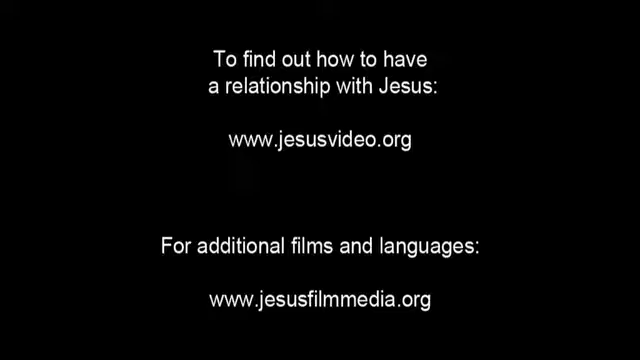 To find out how to have
a relationship with Jesus:
www.jesusvideo.org
For additional films and languages:
www.jesusfilmmedia.org